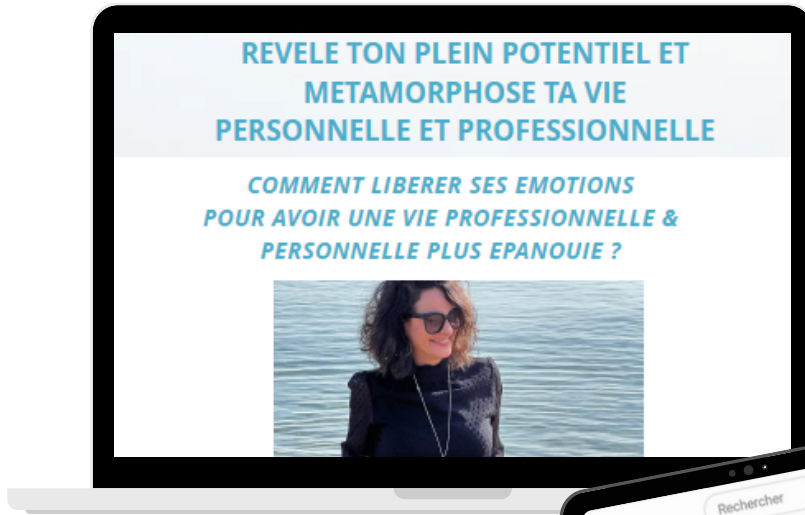 REVELE TON PLEIN POTENTIEL ET
METAMORPHOSE TA VIE
PERSONNELLE ET PROFESSIONNELLE
COMMENT LIBERER SES EMOTIONS
POUR AVOIR UNE VIE PROFESSIONNELLE &
PERSONNELLE PLUS EPANOUIE ?
Rechercher